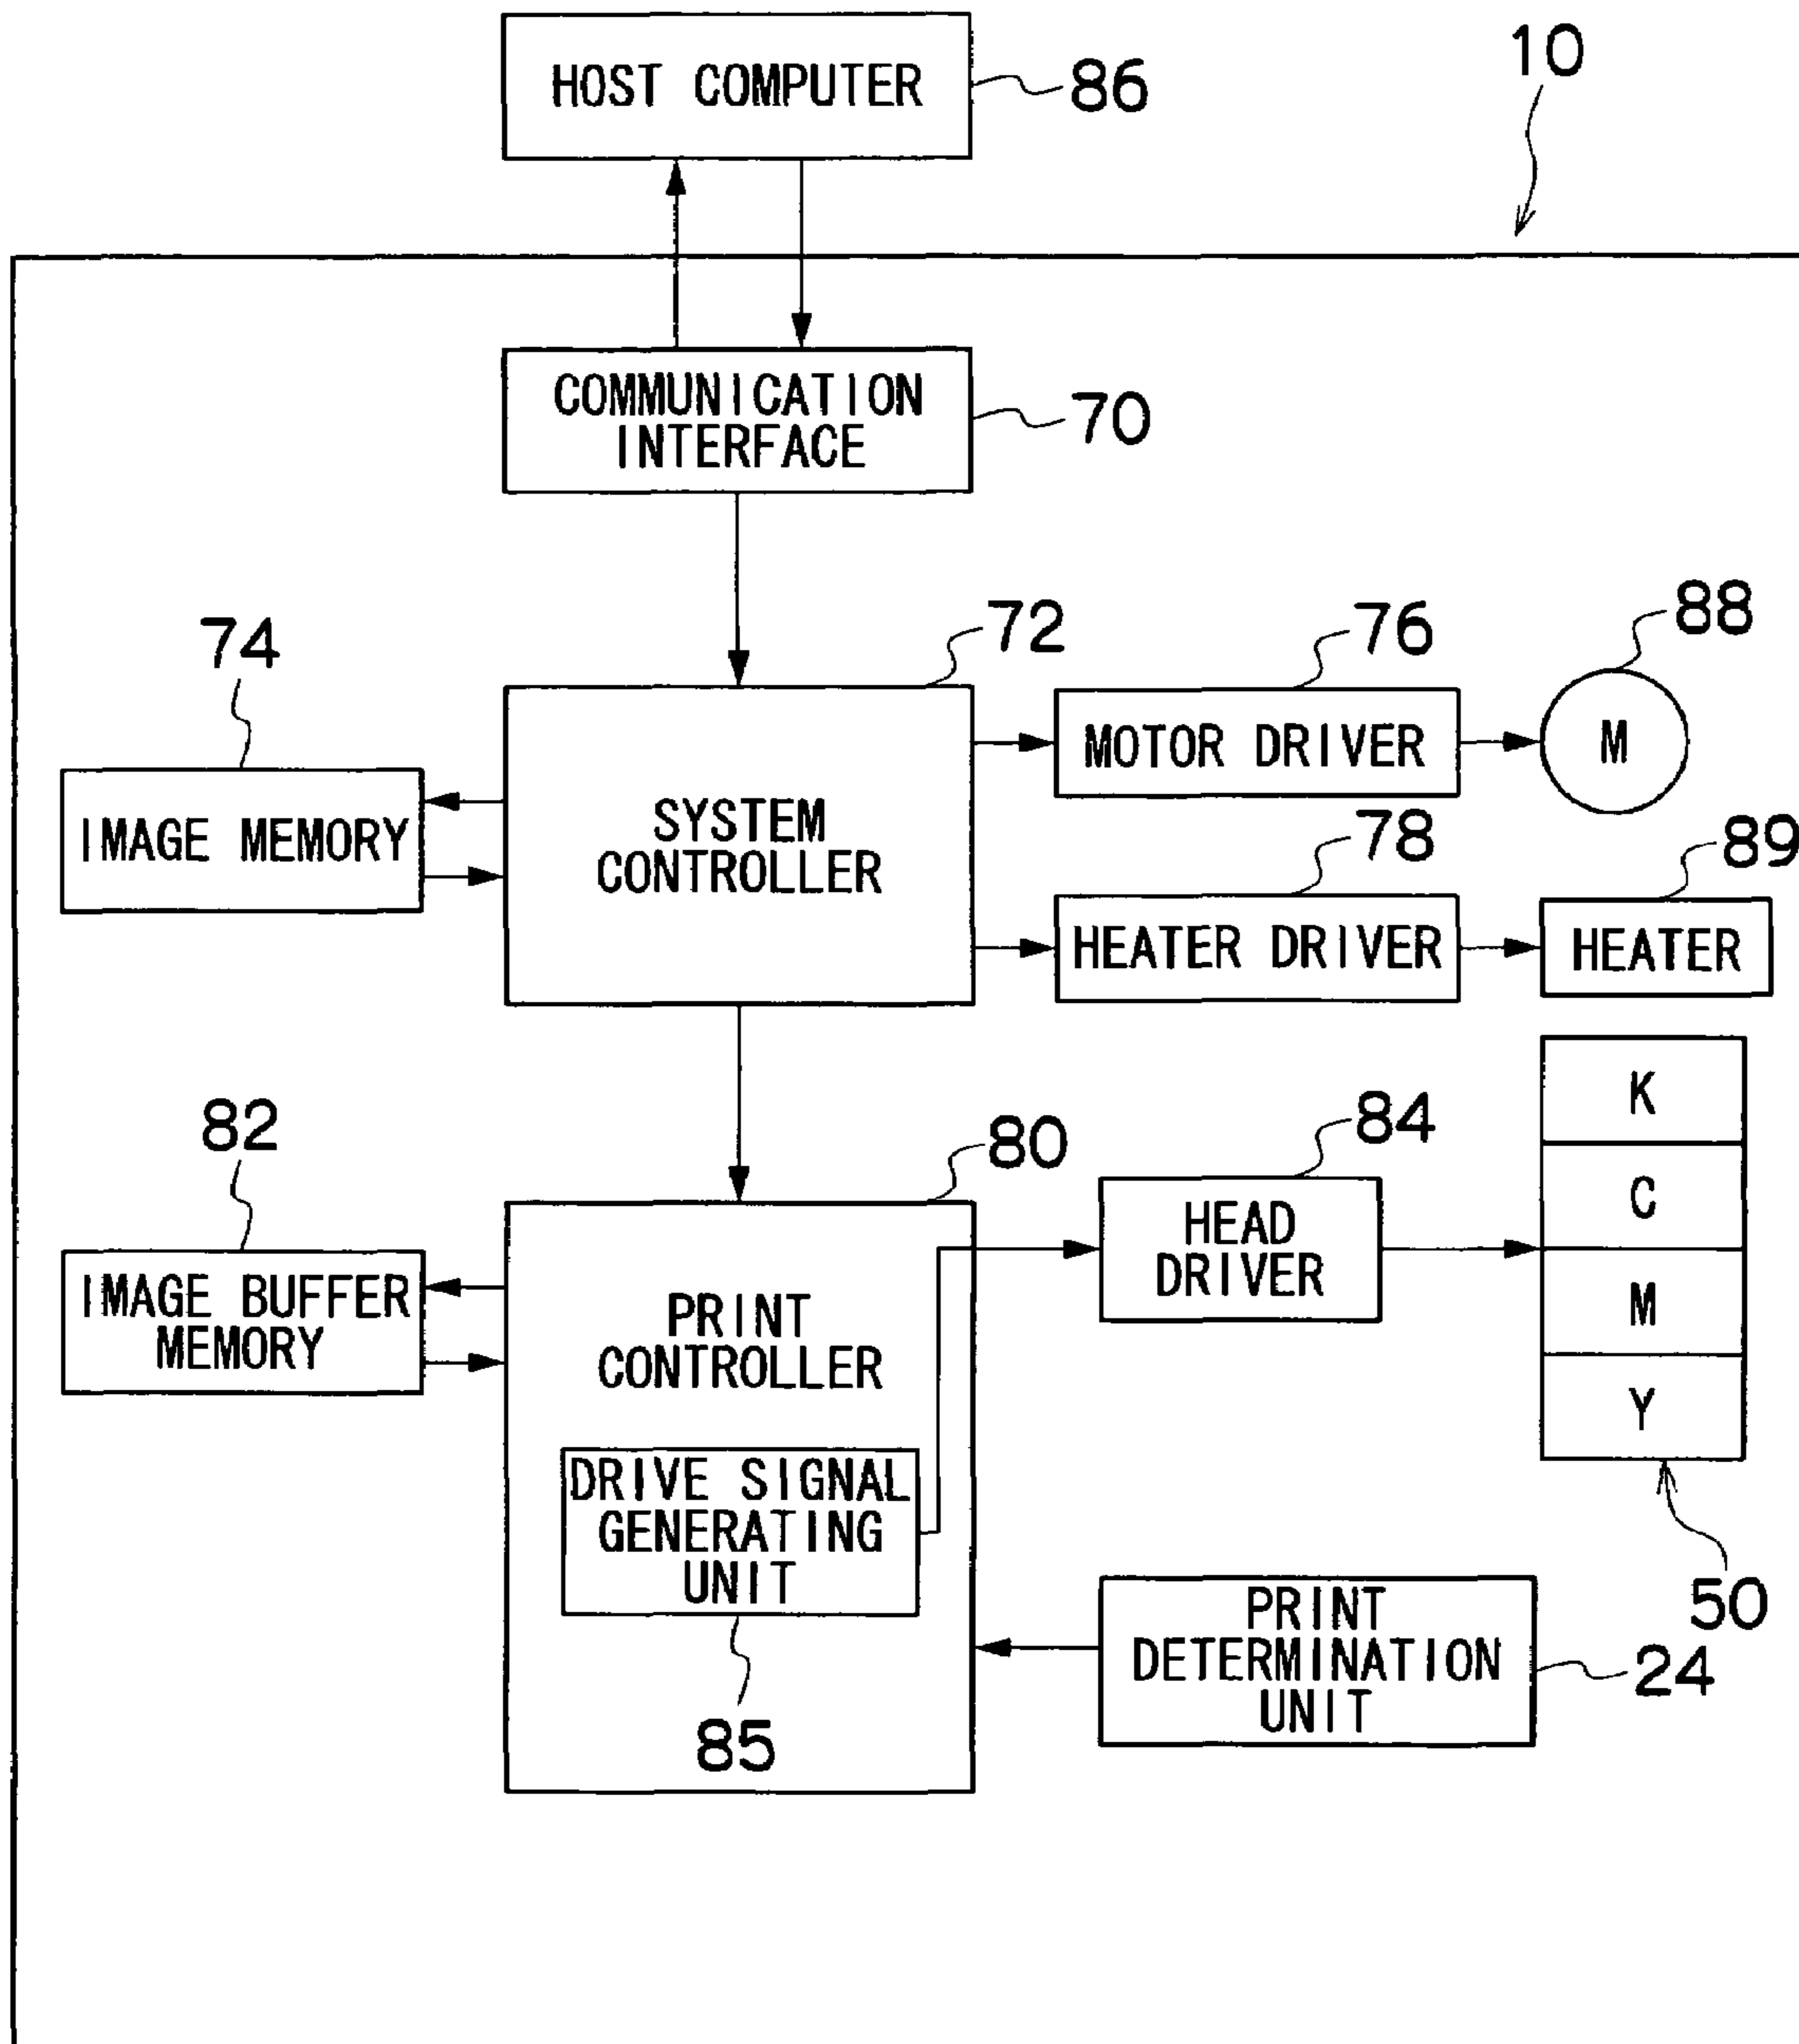 10
HOST COMPUTER
86
COMMUNICATION
INTERFACE
70
72
76
88
74
MOTOR DRIVER
M
IMAGE MEMORY
SYSTEM
CONTROLLER
78
89
HEATER DRIVER
HEATER
K
82
80
84
C
HEAD
DRIVER
IMAGE BUFFER
MEMORY
PRINT
CONTROLLER
M
Y
DRIVE SIGNAL
GENERATING
UNIT
50
PRINT
DETERMINATION
UNIT
24
85